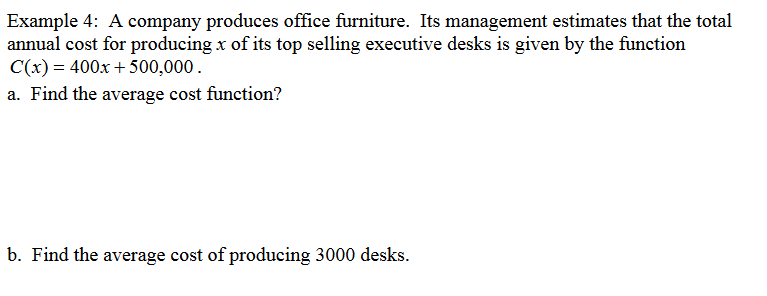 Example 4: A company produces office furniture. Its management estimates that the total
annual cost for producing x of its top selling executive desks is given by the function
C(x) = 400x + 500,000.
a. Find the average cost function?
b. Find the average cost of producing 3000 desks.